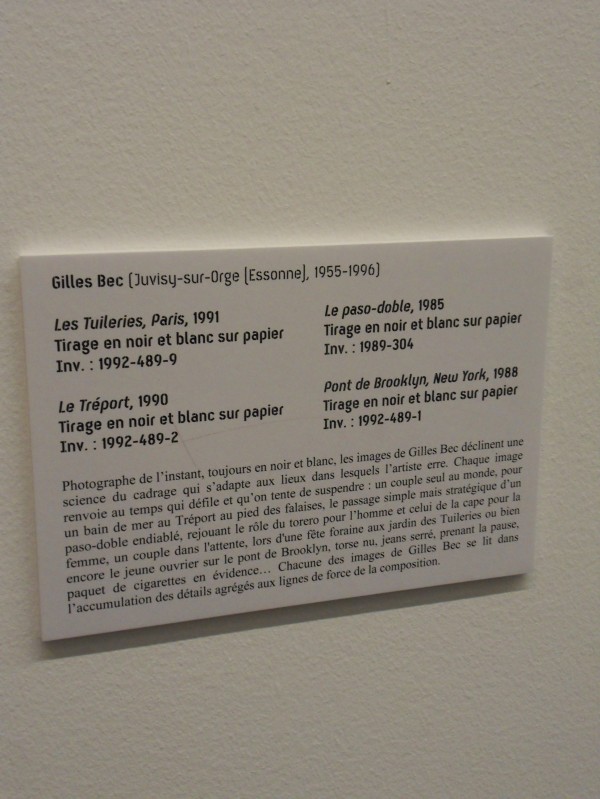 Gilles Bec (Juvisy-sur-Orge (Essonne), 1955-1996)
Les Tuileries, Paris, 1991
Tirage en noir et blanc sur papier
Inv. : 1992-489-9
Le Tréport, 1990
Tirage en noir et blanc sur papier
Inv. : 1992-489-2
Le paso-doble, 1985
Tirage en noir et blanc sur papier
Inv. : 1989-304
Pont de Brooklyn, New York, 1988
Tirage en noir et blanc sur papier
Inv. : 1992-489-1
Photographe de l'instant, toujours en noir et blanc, les images de Gilles Bec déclinent une
science du cadrage qui s'adapte aux lieux dans lesquels l'artiste erre. Chaque image
renvoie au temps qui défile et qu'on tente de suspendre : un couple seul au monde, pour
un bain de mer au Tréport au pied des falaises, le passage simple mais stratégique d'un
paso-doble endiablé, rejouant le rôle du torero pour l'homme et celui de la cape pour la
femme, un couple dans l'attente, lors d'une fête foraine aux jardin des Tuileries ou bien
encore le jeune ouvrier sur le pont de Brooklyn, torse nu, jeans serré, prenant la pause,
paquet de cigarettes en évidence… Chacune des images de Gilles Bec se lit dans
l'accumulation des détails agrégés aux lignes de force de la composition.